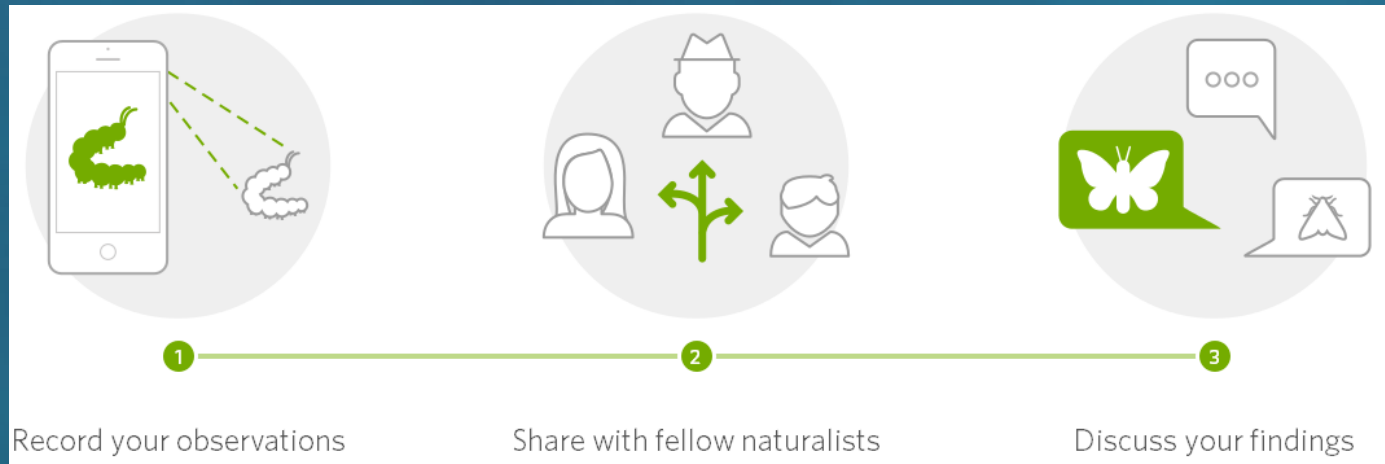 1
2
3
Record your observations
Share with fellow naturalists
Discuss your findings